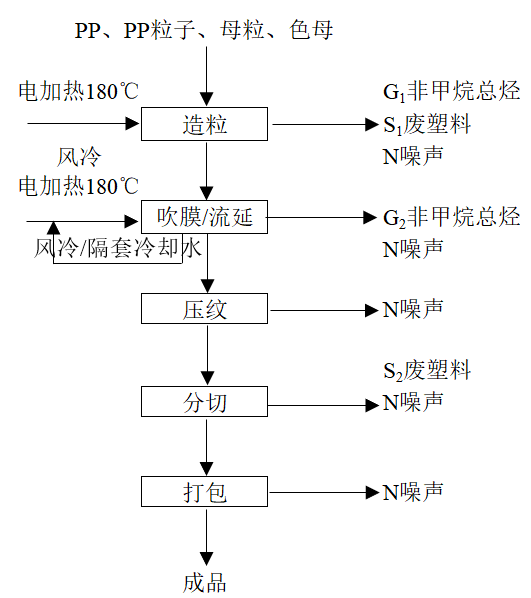 PP、PP粒子、母粒、色母
电加热180℃
G₁非甲烷总烃
造粒
S₁废塑料
风冷
N噪声
电加热180℃
吹膜/流延
G₂非甲烷总烃
风冷/隔套冷却水
N噪声
压纹
N噪声
S₂废塑料
分切
N噪声
打包
N噪声
成品